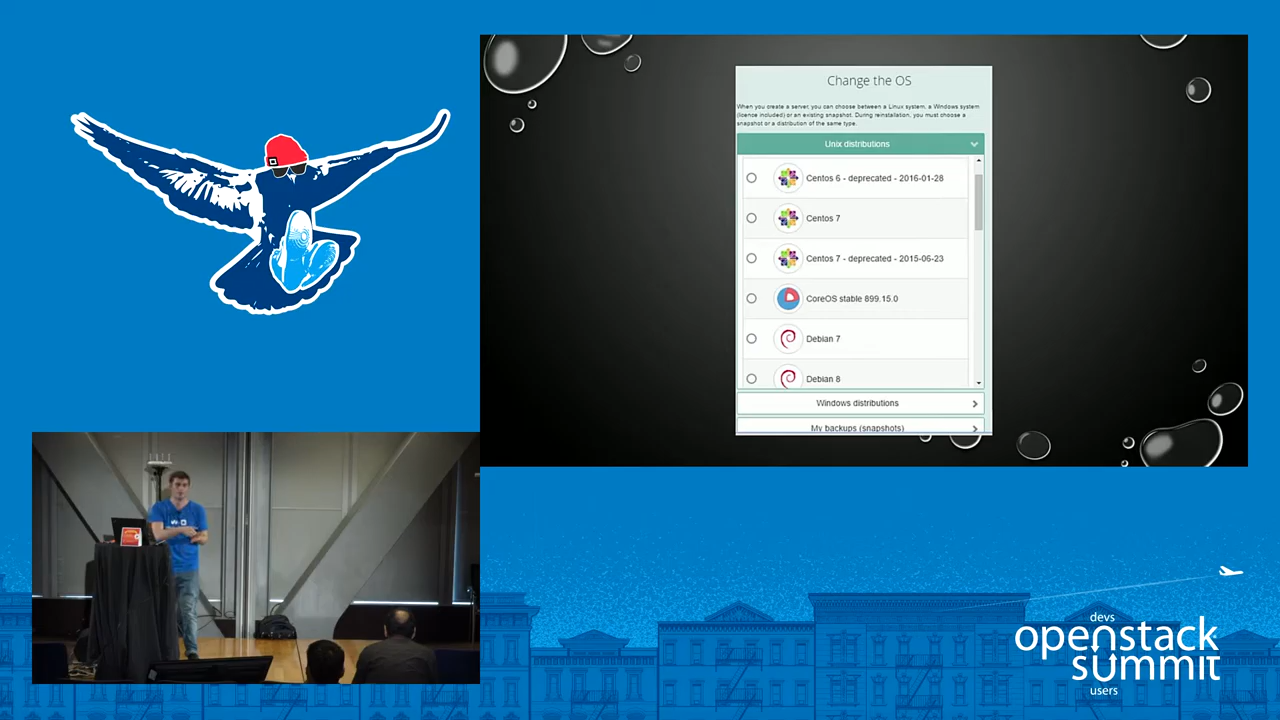 Change the OS
When you create a server, you can choose between a Linux system, a Windows system
(licence included) or an existing snapshot. During reinstallation, you must choose a
snapshot or a distribution of the same type.
Unix distributions
Centos 6 - deprecated - 2016-01-28
Centos 7
Centos 7 - deprecated - 2015-06-23
CoreOS stable 899.15.0
Debian 7
Debian 8
Windows distributions
My backups (snapshots)
devs
openstack
summit
users